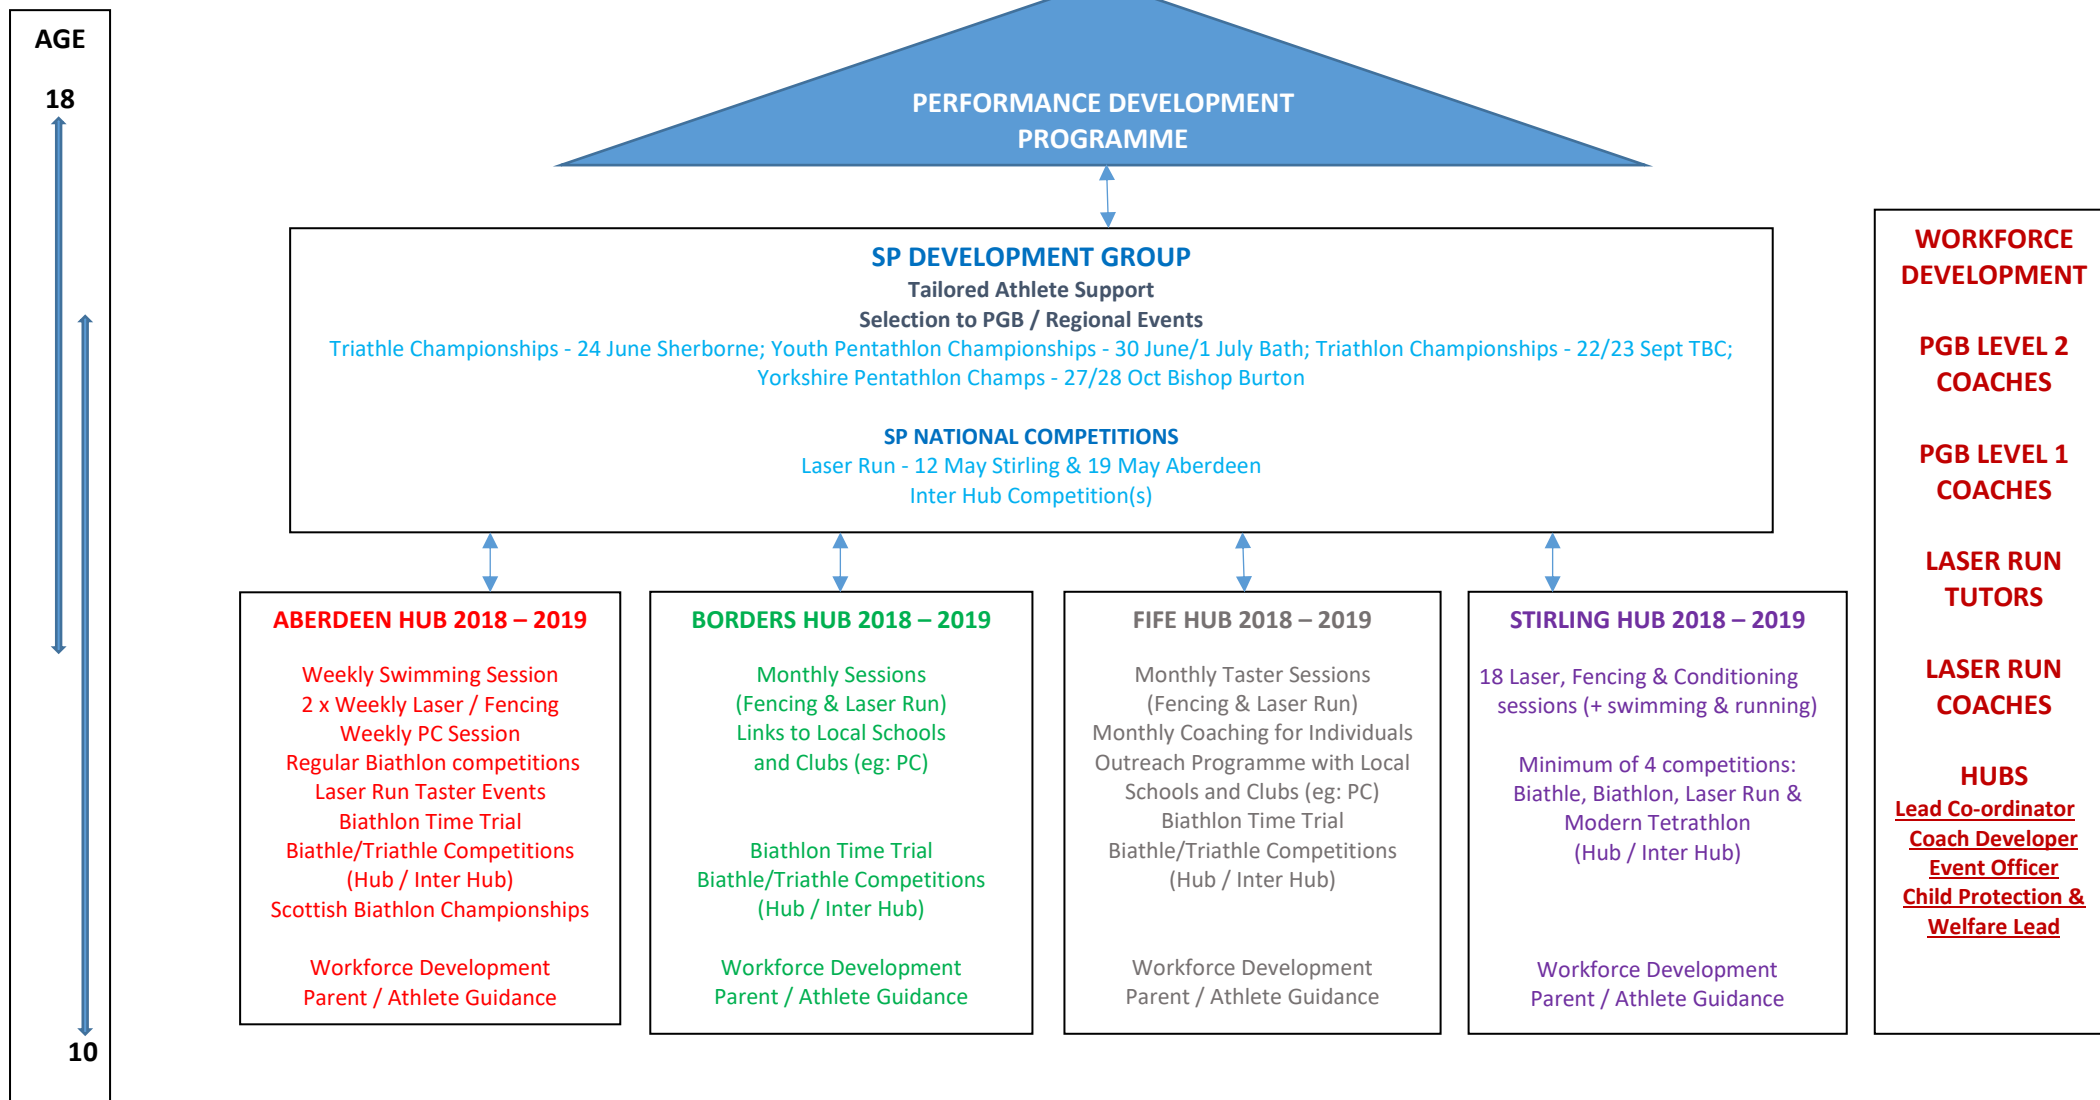 AGE
18
10
PERFORMANCE DEVELOPMENT
PROGRAMME
SP DEVELOPMENT GROUP
Tailored Athlete Support
Selection to PGB / Regional Events
Triathle Championships - 24 June Sherborne; Youth Pentathlon Championships - 30 June/1 July Bath; Triathlon Championships - 22/23 Sept TBC;
Yorkshire Pentathlon Champs - 27/28 Oct Bishop Burton
SP NATIONAL COMPETITIONS
Laser Run - 12 May Stirling & 19 May Aberdeen
Inter Hub Competition(s)
ABERDEEN HUB 2018 – 2019
Weekly Swimming Session
2 x Weekly Laser / Fencing
Weekly PC Session
Regular Biathlon competitions
Laser Run Taster Events
Biathlon Time Trial
Biathle/Triathle Competitions
(Hub / Inter Hub)
Scottish Biathlon Championships
Workforce Development
Parent / Athlete Guidance
BORDERS HUB 2018 – 2019
Monthly Sessions
(Fencing & Laser Run)
Links to Local Schools
and Clubs (eg: PC)
Biathlon Time Trial
Biathle/Triathle Competitions
(Hub / Inter Hub)
Workforce Development
Parent / Athlete Guidance
FIFE HUB 2018 – 2019
Monthly Taster Sessions
(Fencing & Laser Run)
Monthly Coaching for Individuals
Outreach Programme with Local
Schools and Clubs (eg: PC)
Biathlon Time Trial
Biathle/Triathle Competitions
(Hub / Inter Hub)
Workforce Development
Parent / Athlete Guidance
STIRLING HUB 2018 – 2019
18 Laser, Fencing & Conditioning
sessions (+ swimming & running)
Minimum of 4 competitions:
Biathle, Biathlon, Laser Run &
Modern Tetrathlon
(Hub / Inter Hub)
Workforce Development
Parent / Athlete Guidance
WORKFORCE
DEVELOPMENT
PGB LEVEL 2
COACHES
PGB LEVEL 1
COACHES
LASER RUN
TUTORS
LASER RUN
COACHES
HUBS
Lead Co-ordinator
Coach Developer
Event Officer
Child Protection &
Welfare Lead